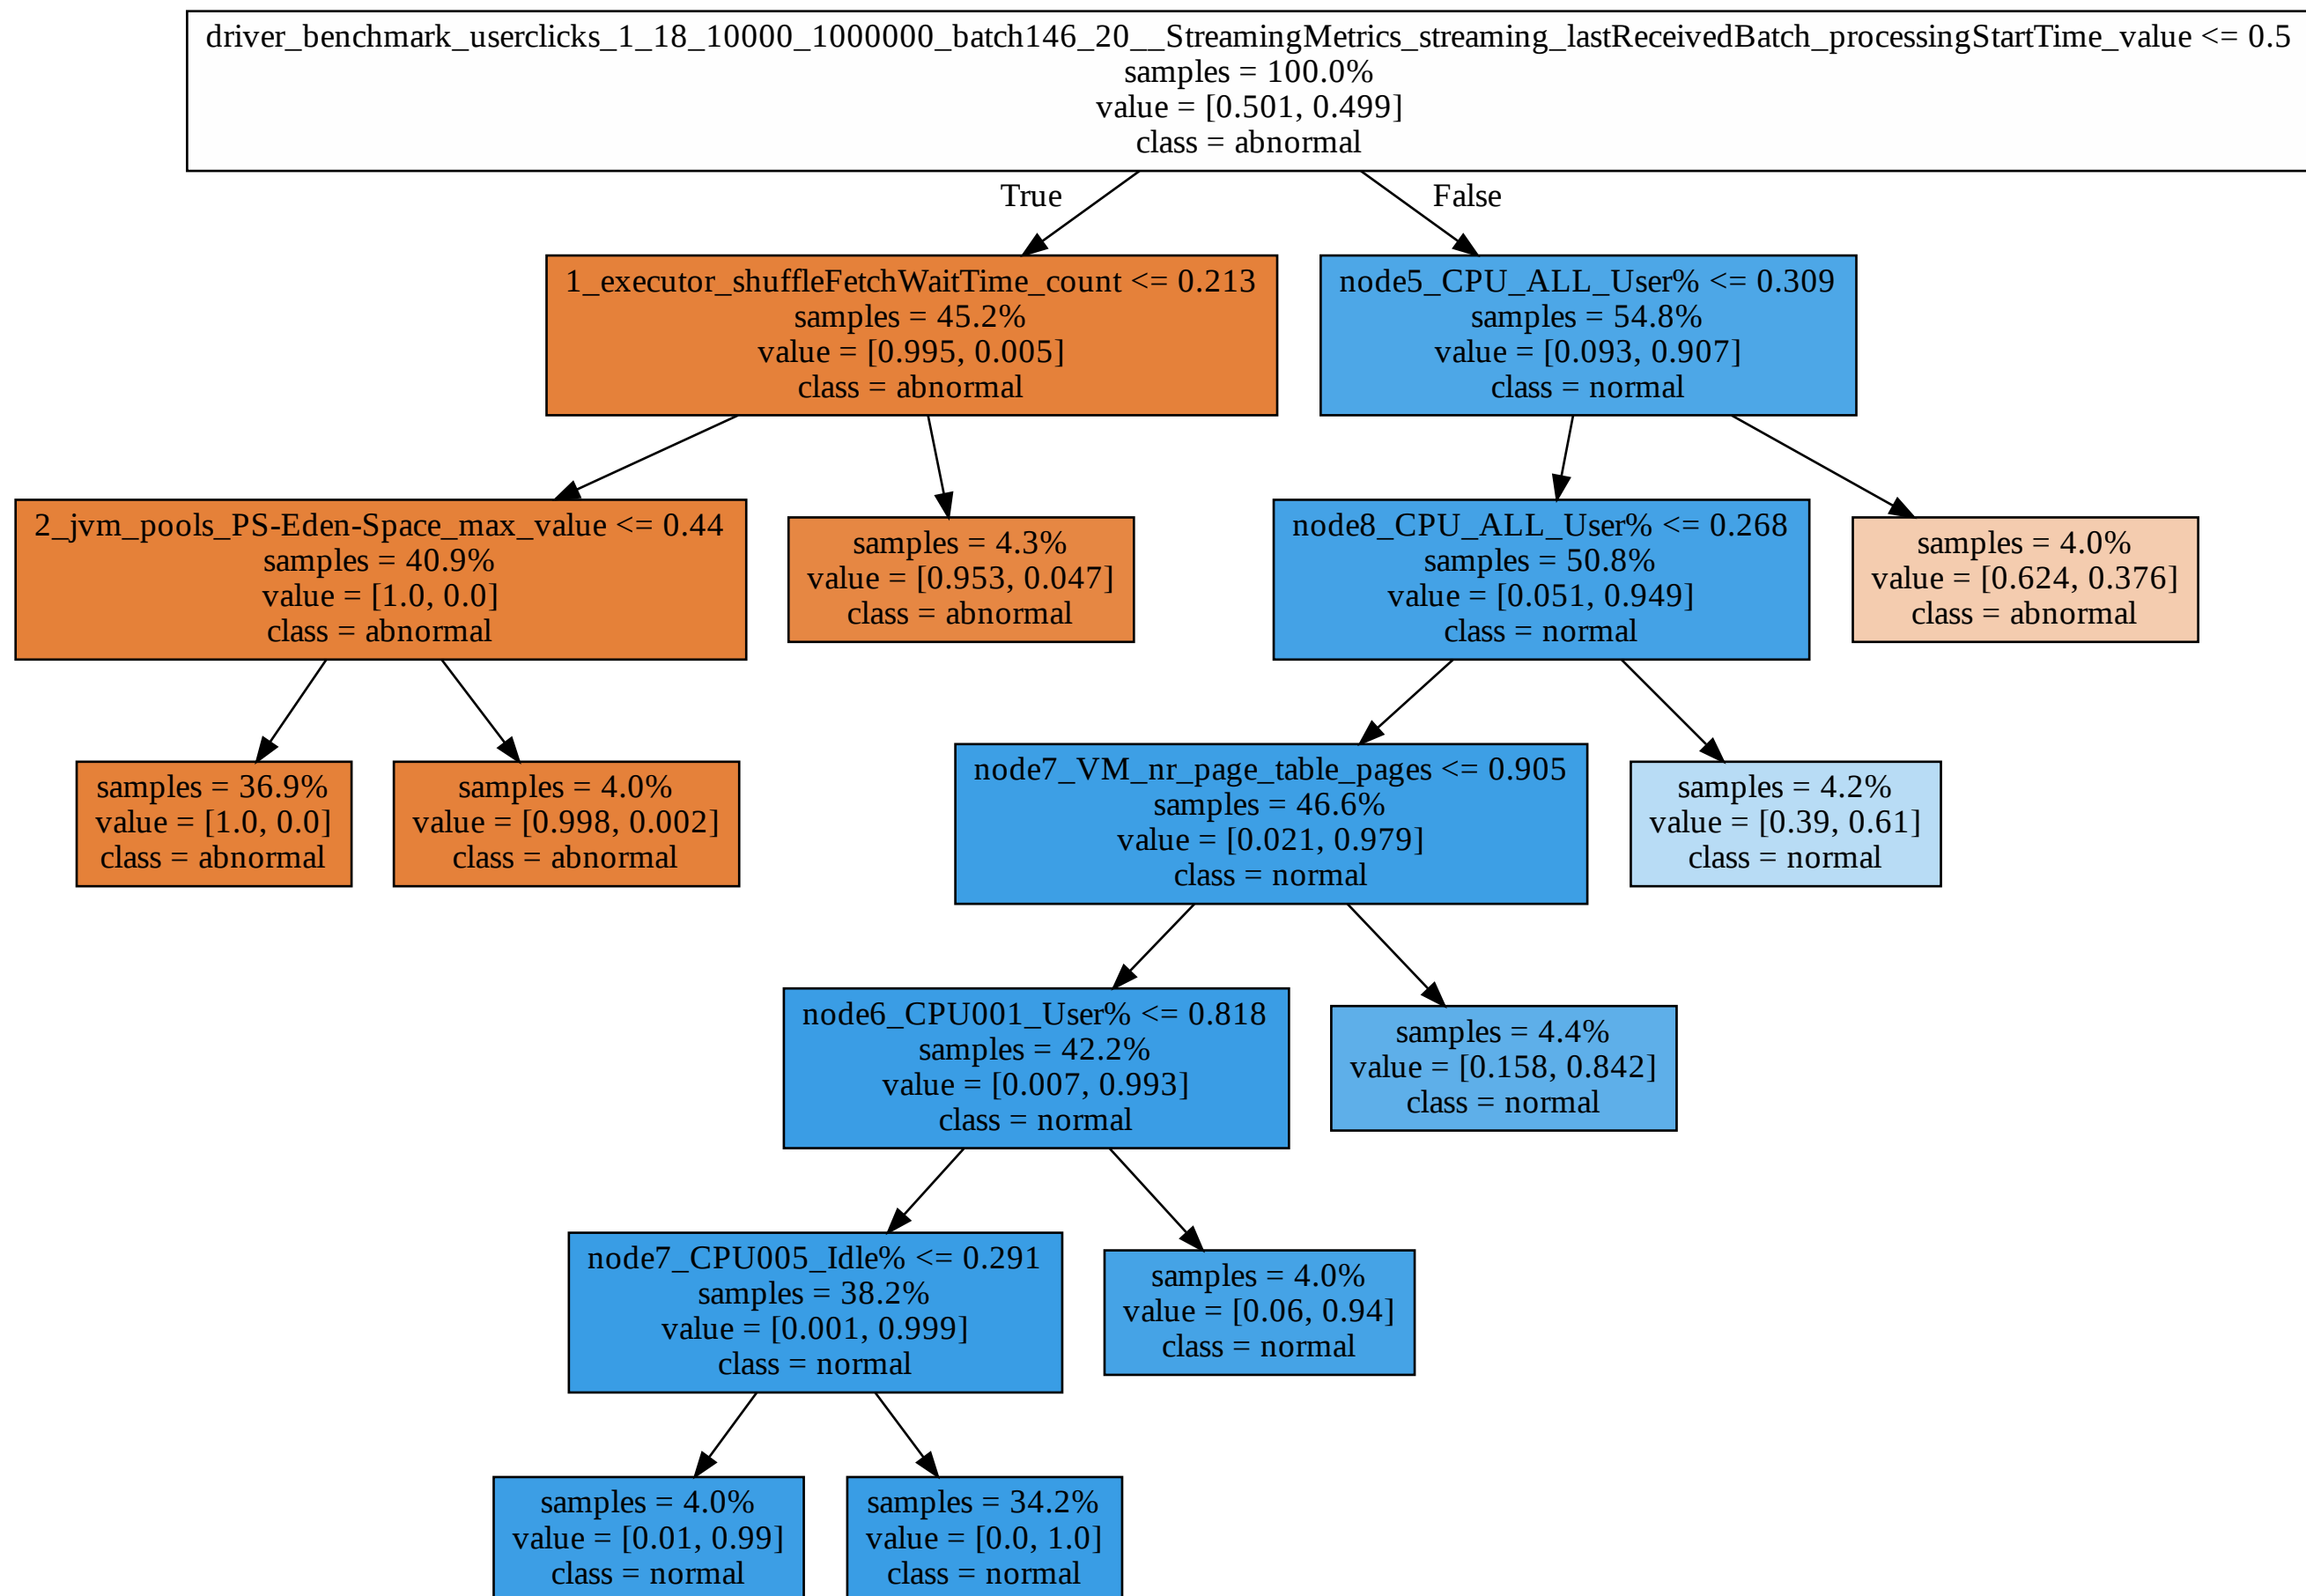 driver_benchmark_userclicks_1_18_10000_1000000_batch146_20__StreamingMetrics_streaming_lastReceivedBatch_processingStartTime_value <= 0.5
samples = 100.0%
value = [0.501, 0.499]
class = abnormal
True
False
1_executor_shuffleFetchWaitTime_count <= 0.213
samples = 45.2%
value = [0.995, 0.005]
class = abnormal
node5_CPU_ALL_User% <= 0.309
samples = 54.8%
value = [0.093, 0.907]
class = normal
2_jvm_pools_PS-Eden-Space_max_value <= 0.44
samples = 40.9%
value = [1.0, 0.0]
class = abnormal
samples = 4.3%
value = [0.953, 0.047]
class = abnormal
node8_CPU_ALL_User% <= 0.268
samples = 50.8%
value = [0.051, 0.949]
class = normal
samples = 4.0%
value = [0.624, 0.376]
class = abnormal
samples = 36.9%
value = [1.0, 0.0]
class = abnormal
samples = 4.0%
value = [0.998, 0.002]
class = abnormal
node7_VM_nr_page_table_pages <= 0.905
samples = 46.6%
value = [0.021, 0.979]
class = normal
samples = 4.2%
value = [0.39, 0.61]
class = normal
node6_CPU001_User% <= 0.818
samples = 42.2%
value = [0.007, 0.993]
class = normal
samples = 4.4%
value = [0.158, 0.842]
class = normal
node7_CPU005_Idle% <= 0.291
samples = 38.2%
value = [0.001, 0.999]
class = normal
samples = 4.0%
value = [0.06, 0.94]
class = normal
samples = 4.0%
value = [0.01, 0.99]
class = normal
samples = 34.2%
value = [0.0, 1.0]
class = normal